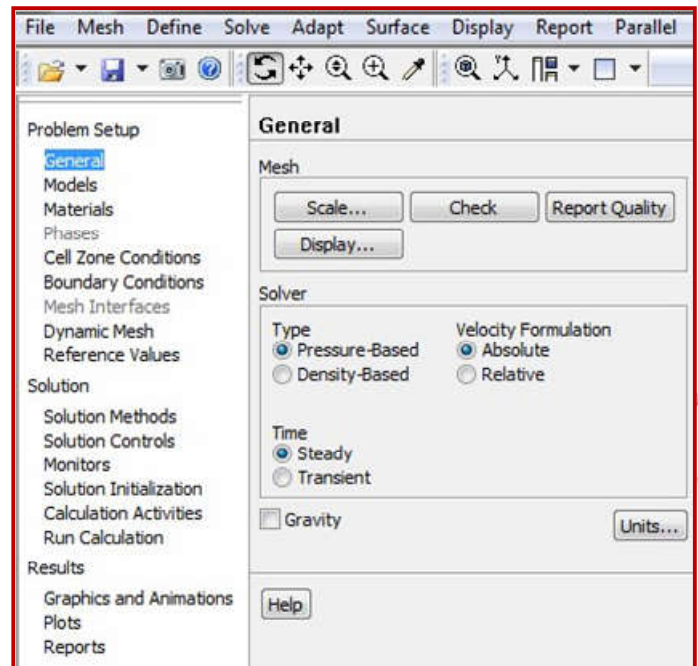 File Mesh Define Solve Adapt Surface Display Report Parallel
Problem Setup
General
Models
Materials
Phases
Cell Zone Conditions
Boundary Conditions
Mesh Interfaces
Dynamic Mesh
Reference Values
Solution
Solution Methods
Solution Controls
Monitors
Solution Initialization
Calculation Activities
Run Calculation
Results
Graphics and Animations
Plots
Reports
General
Mesh
Scale... Check Report Quality
Display...
Solver
Type
Pressure-Based
Density-Based
Velocity Formulation
Absolute
Relative
Time
Steady
Transient
Gravity
Units...
Help